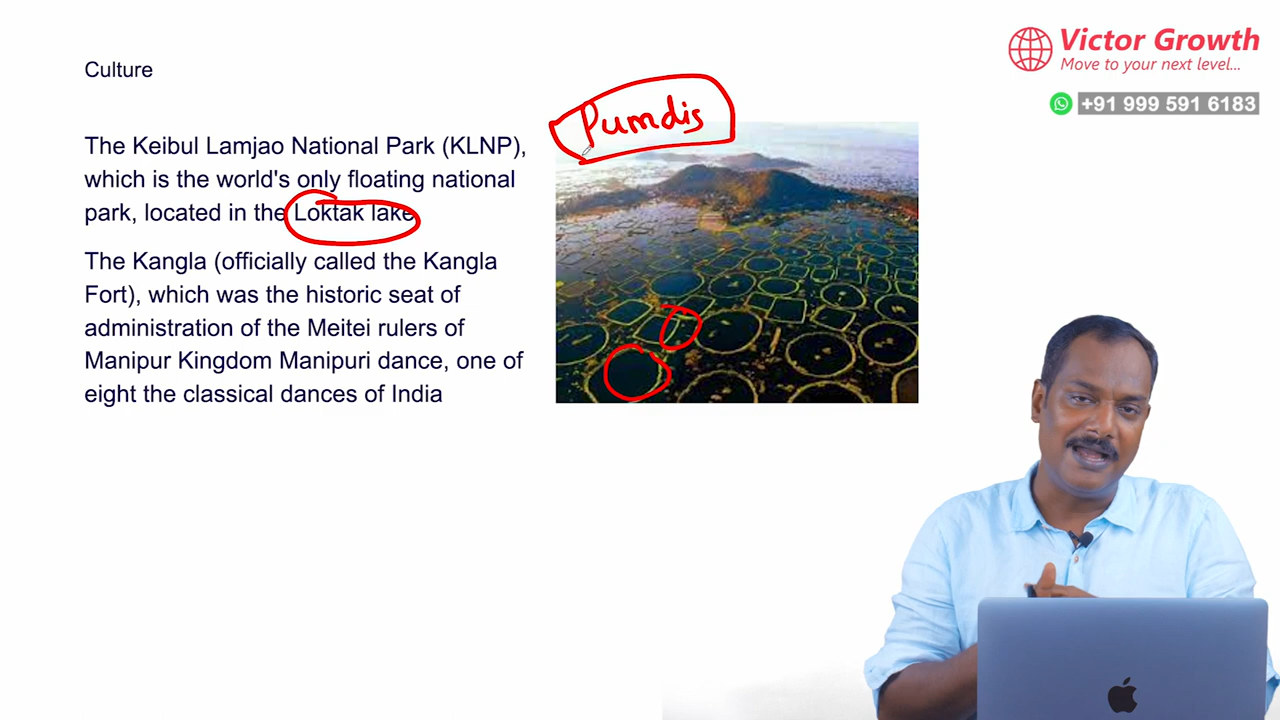 Culture
Victor Growth
Move to your next level...
+91 999 591 6183
Pumdis
The Keibul Lamjao National Park (KLNP),
which is the world's only floating national
park, located in the Loktak lake
The Kangla (officially called the Kangla
Fort), which was the historic seat of
administration of the Meitei rulers of
Manipur Kingdom Manipuri dance, one of
eight the classical dances of India